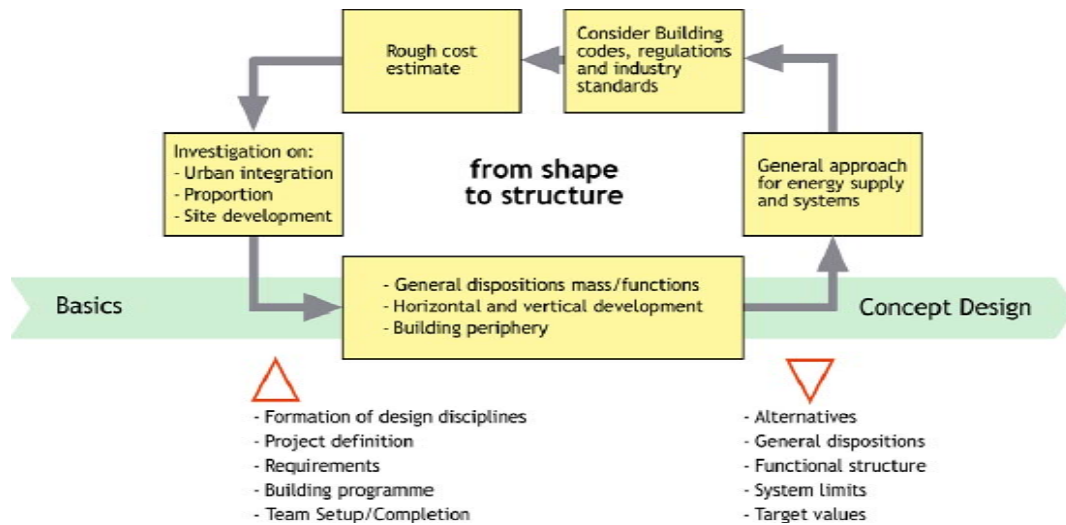 Rough cost
estimate
Consider Building
codes, regulations
and industry
standards
Investigation on:
- Urban integration
- Proportion
- Site development
from shape
to structure
General approach
for energy supply
and systems
Basics
- General dispositions mass/functions
- Horizontal and vertical development
- Building periphery
Concept Design
- Formation of design disciplines
- Project definition
- Requirements
- Building programme
- Team Setup/Completion
- Alternatives
- General dispositions
- Functional structure
- System limits
- Target values